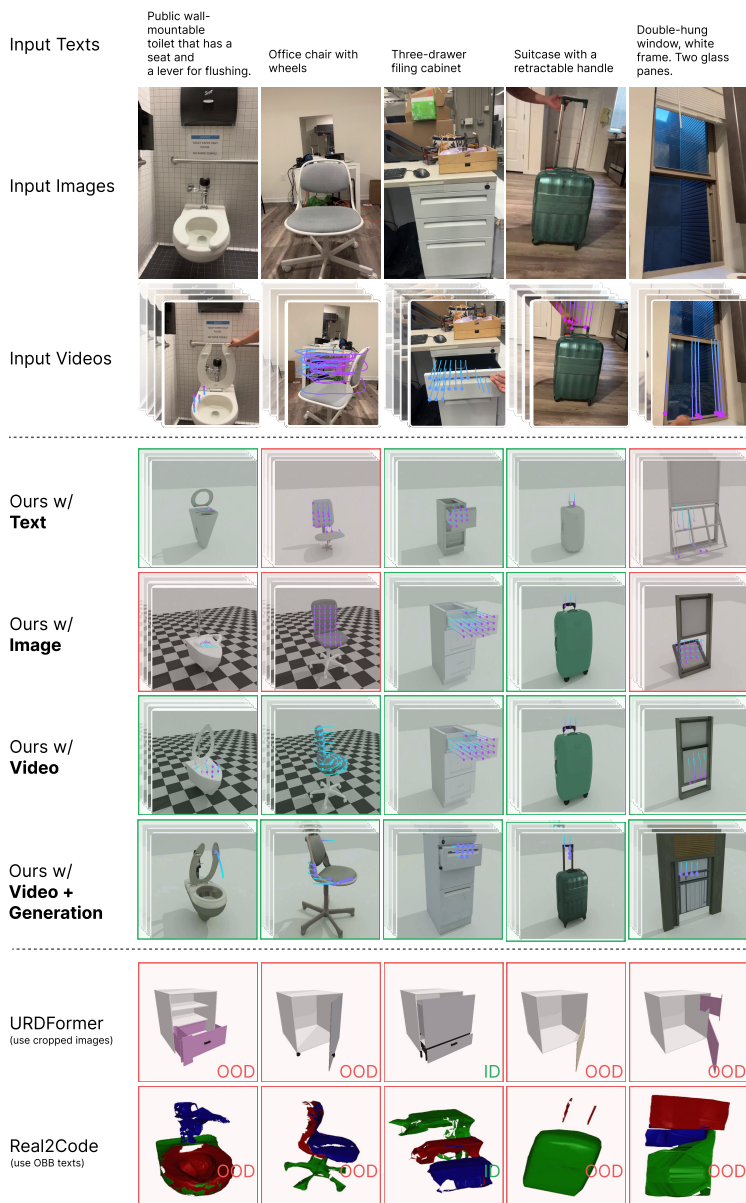 Input Texts
Public wall-
mountable
toilet that has a
seat and
a lever for flushing.
Office chair with
wheels
Three-drawer
filing cabinet
Suitcase with a
retractable handle
Double-hung
window, white
frame. Two glass
panes.
Input Images
Input Videos
Ours w/
Text
Ours w/
Image
Ours w/
Video
Ours w/
Video +
Generation
URDFormer
(use cropped images)
OOD
OOD
ID
OOD
OOD
Real2Code
(use OBB texts)
OOD
OOD
ID
OOD
OOD